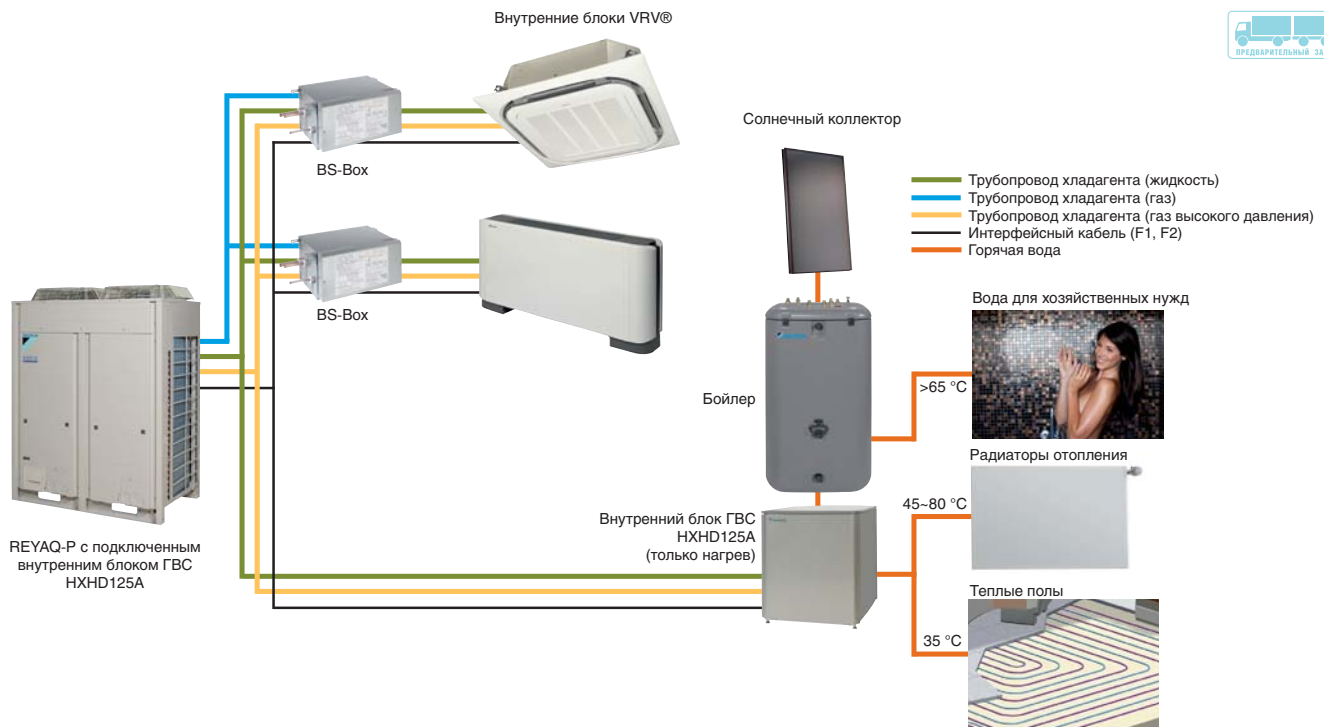 Внутренние блоки VRV®
ПРЕДВАРИТЕЛЬНЫЙ ЗА
Солнечный коллектор
BS-Box
Трубопровод хладагента (жидкость)
Трубопровод хладагента (газ)
Трубопровод хладагента (газ высокого давления)
Интерфейсный кабель (F1, F2)
Горячая вода
BS-Box
Вода для хозяйственных нужд
>65 °C
Бойлер
Радиаторы отопления
45~80 °C
Внутренний блок ГВС
HXHD125A
(только нагрев)
REYAQ-P с подключенным
внутренним блоком ГВС
HXHD125A
Теплые полы
35 °C